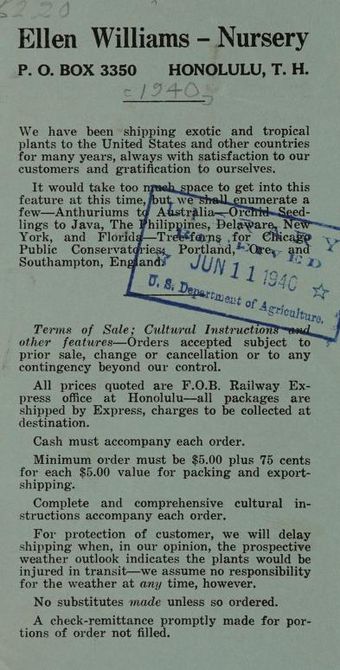 62.20
Ellen Williams – Nursery
P. O. BOX 3350 HONOLULU, T. H.
c1940
We have been shipping exotic and tropical
plants to the United States and other countries
for many years, always with satisfaction to our
customers and gratification to ourselves.
It would take too much space to get into this
feature at this time, but we shall enumerate a
few—Anthuriums to Australia—Orchid Seed-
lings to Java, The Philippines, Delaware, New
York, and Florida—Tree-ferns for Chicago
Public Conservatories, Portland, Ore., and
Southampton, England.
RECEIVED
☆ JUN 11 1940 ☆
U. S. Department of Agriculture.
Terms of Sale; Cultural Instructions and
other features—Orders accepted subject to
prior sale, change or cancellation or to any
contingency beyond our control.
All prices quoted are F.O.B. Railway Ex-
press office at Honolulu—all packages are
shipped by Express, charges to be collected at
destination.
Cash must accompany each order.
Minimum order must be $5.00 plus 75 cents
for each $5.00 value for packing and export-
shipping.
Complete and comprehensive cultural in-
structions accompany each order.
For protection of customer, we will delay
shipping when, in our opinion, the prospective
weather outlook indicates the plants would be
injured in transit—we assume no responsibility
for the weather at any time, however.
No substitutes made unless so ordered.
A check-remittance promptly made for por-
tions of order not filled.